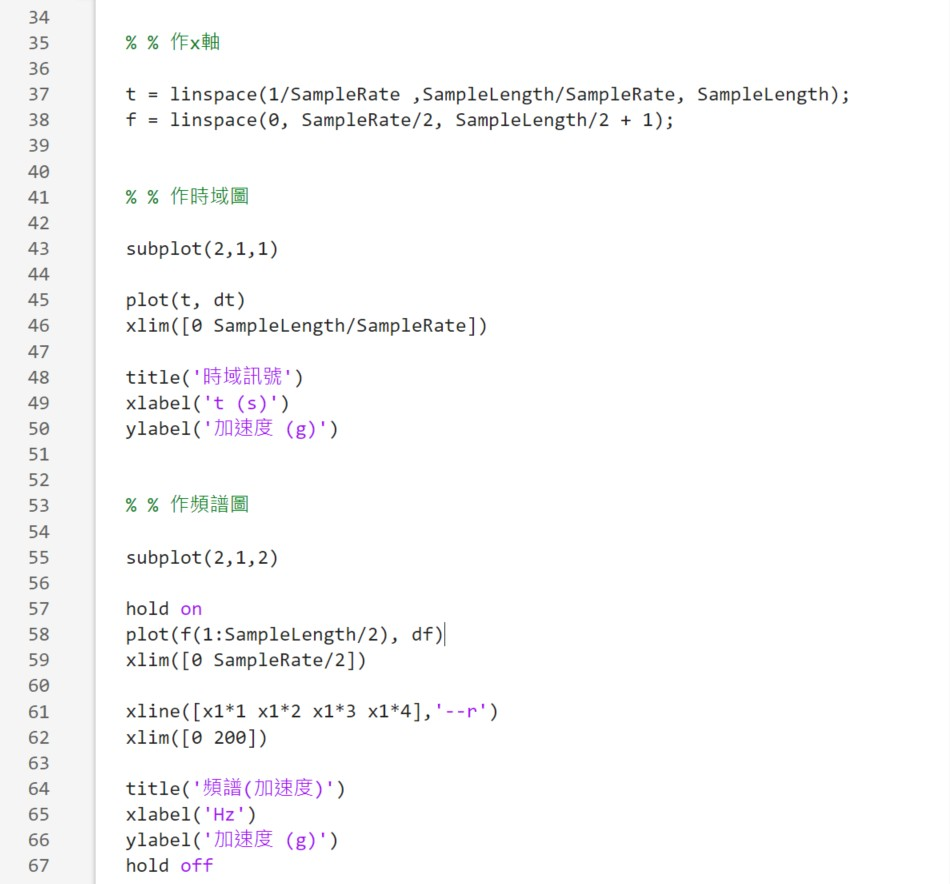 34
35 % % 作x軸
36
37 t = linspace(1/SampleRate ,SampleLength/SampleRate, SampleLength);
38 f = linspace(0, SampleRate/2, SampleLength/2 + 1);
39
40
41 % % 作時域圖
42
43 subplot(2,1,1)
44
45 plot(t, dt)
46 xlim([0 SampleLength/SampleRate])
47
48 title('時域訊號')
49 xlabel('t (s)')
50 ylabel('加速度 (g)')
51
52
53 % % 作頻譜圖
54
55 subplot(2,1,2)
56
57 hold on
58 plot(f(1:SampleLength/2), df)
59 xlim([0 SampleRate/2])
60
61 xline([x1*1 x1*2 x1*3 x1*4],'--r')
62 xlim([0 200])
63
64 title('頻譜(加速度)')
65 xlabel('Hz')
66 ylabel('加速度 (g)')
67 hold off